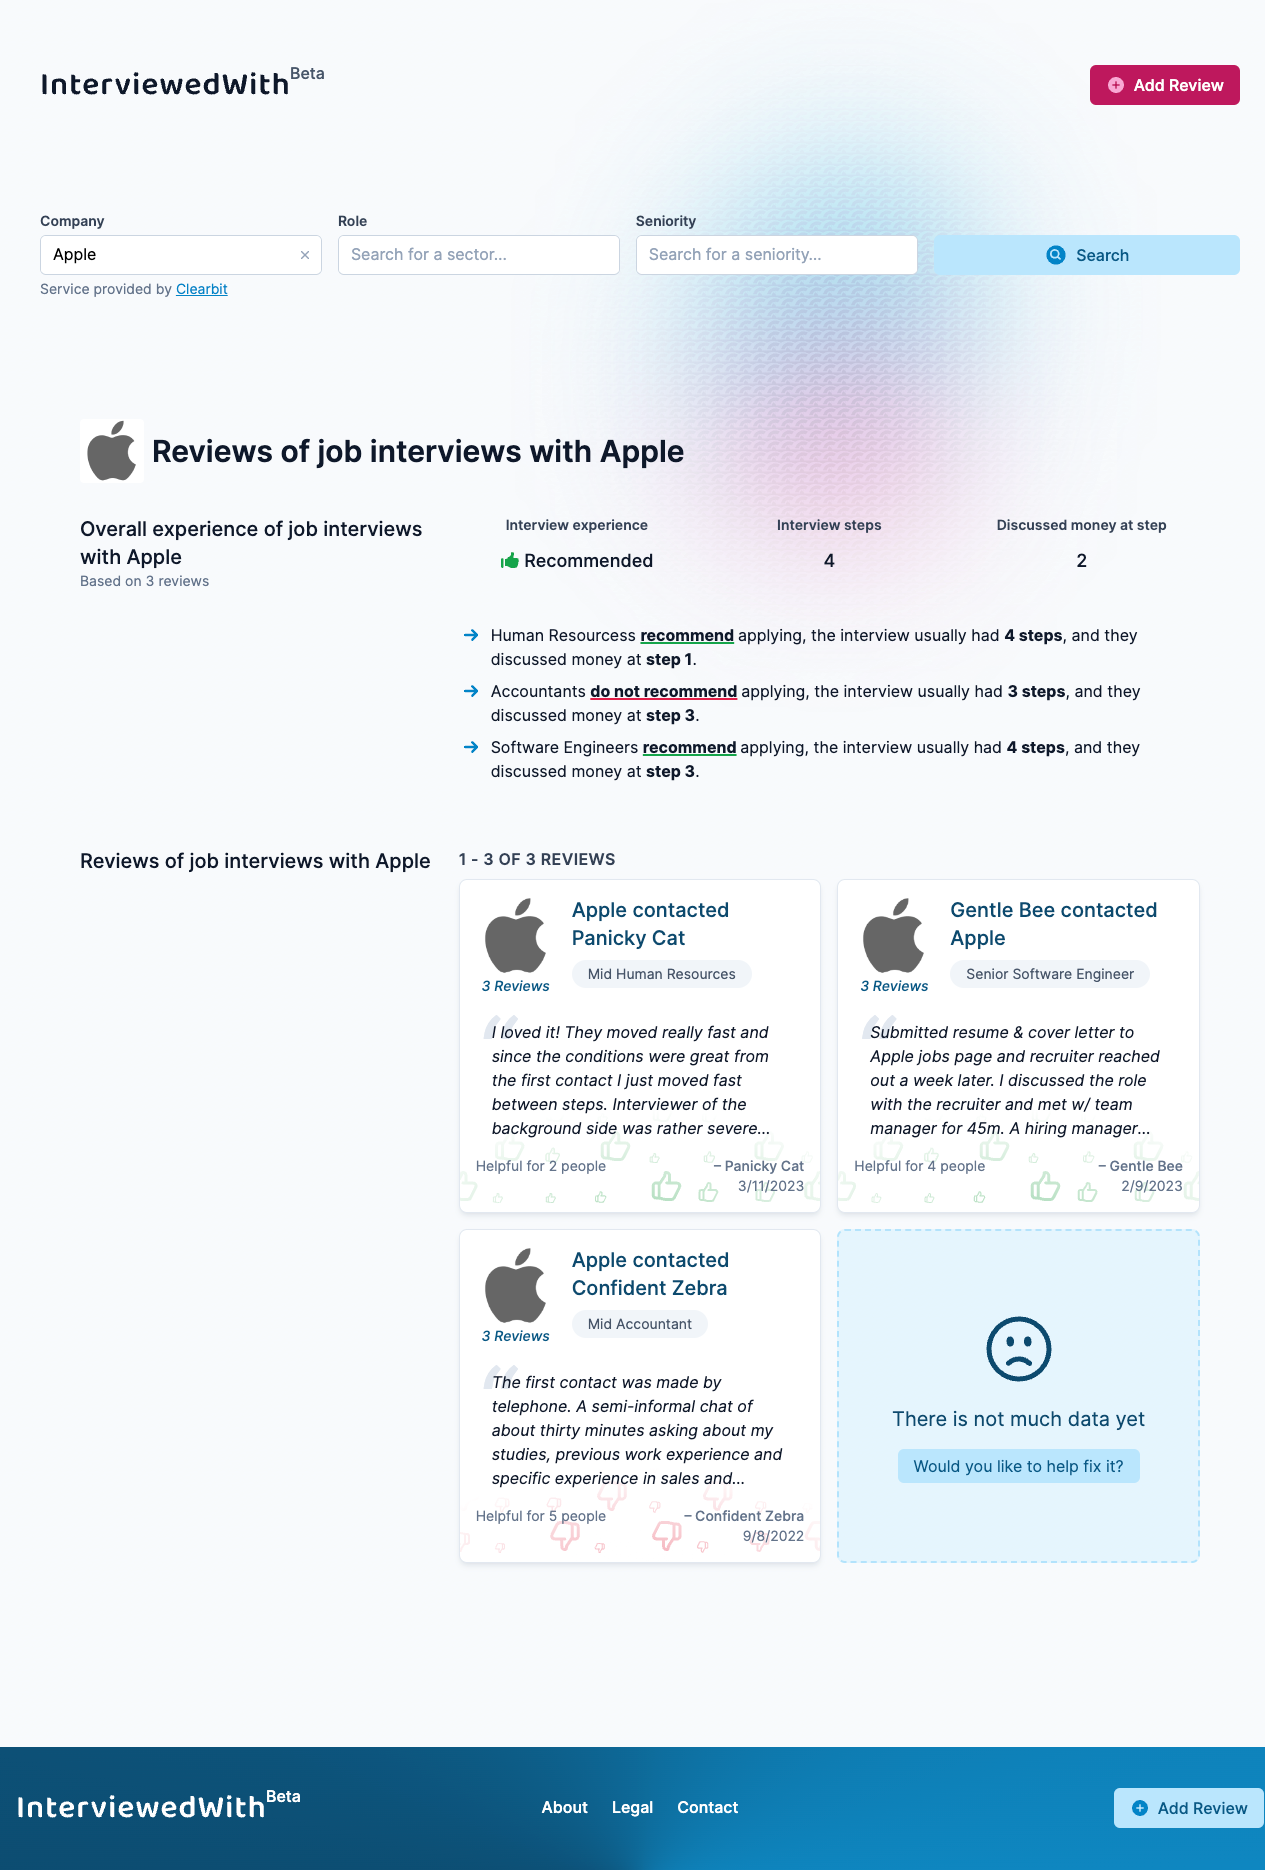 InterviewedWith Beta
Add Review
Company
Role
Seniority
Apple ×
Search for a sector...
Search for a seniority...
Search
Service provided by Clearbit
Reviews of job interviews with Apple
Overall experience of job interviews
with Apple
Based on 3 reviews
Interview experience
Recommended
Interview steps
4
Discussed money at step
2
Human Resourcess recommend applying, the interview usually had 4 steps, and they
discussed money at step 1.
Accountants do not recommend applying, the interview usually had 3 steps, and they
discussed money at step 3.
Software Engineers recommend applying, the interview usually had 4 steps, and they
discussed money at step 3.
Reviews of job interviews with Apple
1 - 3 OF 3 REVIEWS
Apple contacted
Panicky Cat
Mid Human Resources
3 Reviews
“
I loved it! They moved really fast and
since the conditions were great from
the first contact I just moved fast
between steps. Interviewer of the
background side was rather severe...
Helpful for 2 people
– Panicky Cat
3/11/2023
Gentle Bee contacted
Apple
Senior Software Engineer
3 Reviews
“
Submitted resume & cover letter to
Apple jobs page and recruiter reached
out a week later. I discussed the role
with the recruiter and met w/ team
manager for 45m. A hiring manager...
Helpful for 4 people
– Gentle Bee
2/9/2023
Apple contacted
Confident Zebra
Mid Accountant
3 Reviews
“
The first contact was made by
telephone. A semi-informal chat of
about thirty minutes asking about my
studies, previous work experience and
specific experience in sales and...
Helpful for 5 people
– Confident Zebra
9/8/2022
There is not much data yet
Would you like to help fix it?
InterviewedWith Beta
About
Legal
Contact
Add Review